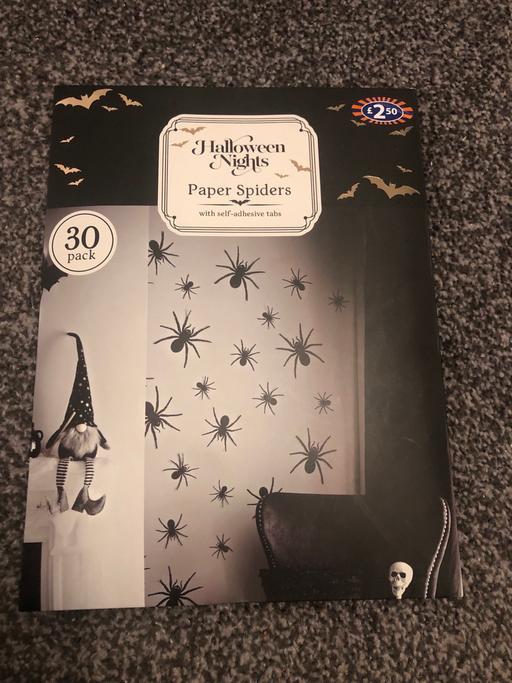 £2.50
Halloween
Nights
Paper Spiders
with self-adhesive tabs
30
pack